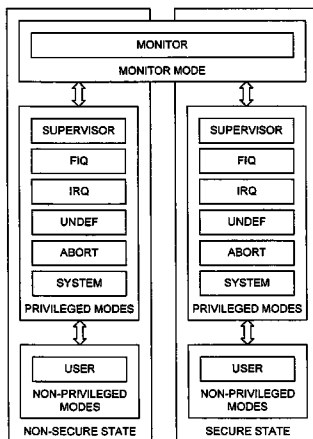 MONITOR
MONITOR MODE
SUPERVISOR
FIQ
IRQ
UNDEF
ABORT
SYSTEM
PRIVILEGED MODES
USER
NON-PRIVILEGED
MODES
NON-SECURE STATE
SUPERVISOR
FIQ
IRQ
UNDEF
ABORT
SYSTEM
PRIVILEGED MODES
USER
NON-PRIVILEGED
MODES
SECURE STATE